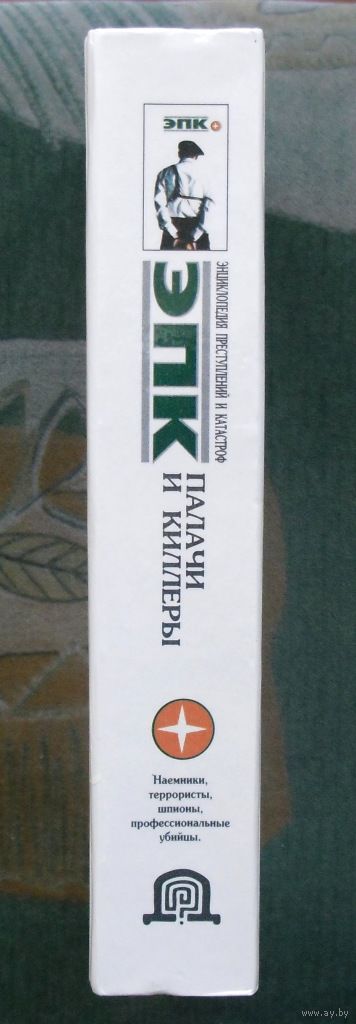 ЭПК
ЭНЦИКЛОПЕДИЯ ПРЕСТУПЛЕНИЙ И КАТАСТРОФ
ЭПК
ПАЛАЧИ
И КИЛЛЕРЫ
Наемники,
террористы,
шпионы,
профессиональные
убийцы.
www.ay.by